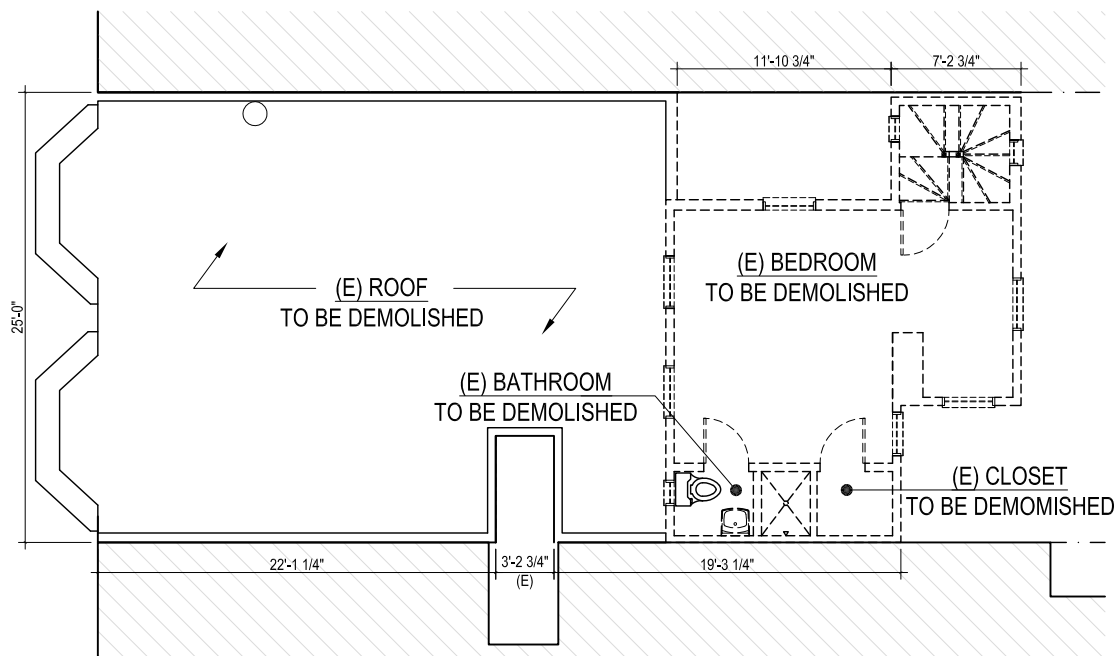 11'-10 3/4"
7'-2 3/4"
25'-0"
(E) ROOF
TO BE DEMOLISHED
(E) BEDROOM
TO BE DEMOLISHED
(E) BATHROOM
TO BE DEMOLISHED
(E) CLOSET
TO BE DEMOMISHED
22'-1 1/4"
3'-2 3/4"
(E)
19'-3 1/4"